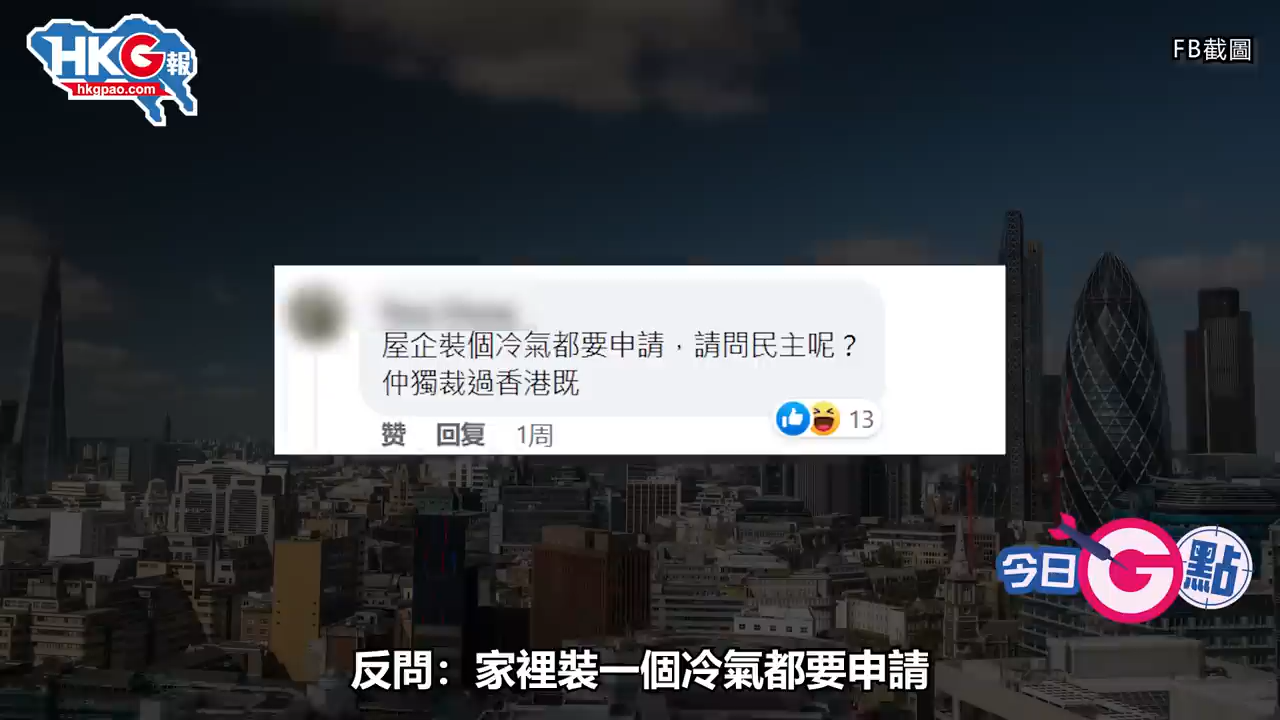 HKG報
hkgpao.com
FB截圖
屋企裝個冷氣都要申請，請問民主呢？
仲獨裁過香港既
赞 回复 1周
13
今日G點
反問：家裡裝一個冷氣都要申請